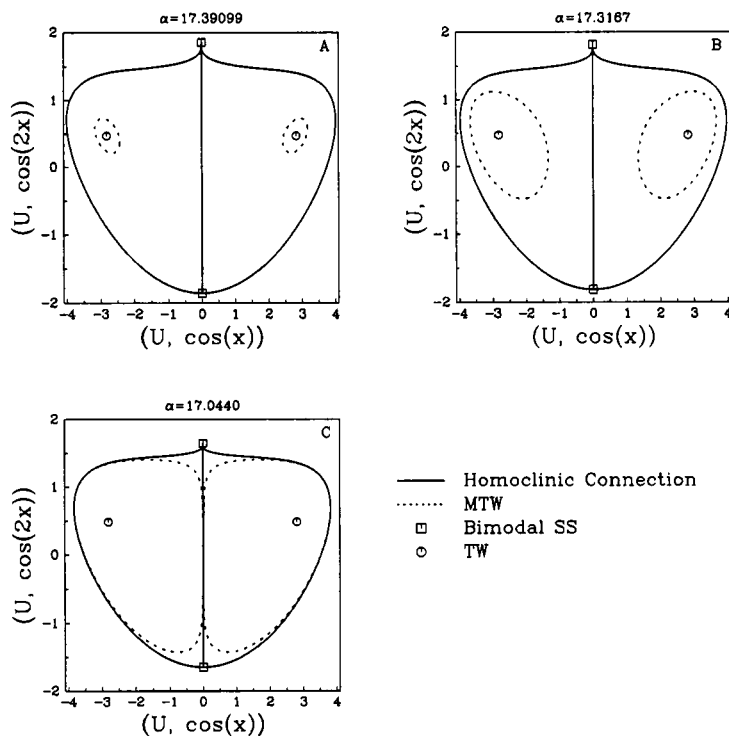 α=17.39099
A
2
1
0
-1
-2
-4 -3 -2 -1 0 1 2 3 4
(U, cos(2x))
(U, cos(x))
α=17.3167
B
2
1
0
-1
-2
-4 -3 -2 -1 0 1 2 3 4
(U, cos(2x))
(U, cos(x))
α=17.0440
C
2
1
0
-1
-2
-4 -3 -2 -1 0 1 2 3 4
(U, cos(2x))
(U, cos(x))
Homoclinic Connection
MTW
Bimodal SS
TW